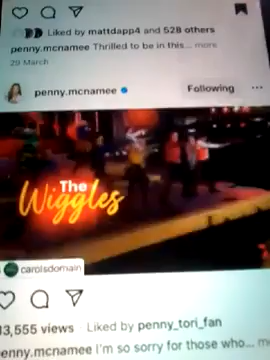 Liked by mattdapp4 and 528 others
penny.mcnamee Thrilled to be in this... more
29 March
penny.mcnamee
Following
The
Wiggles
carolsdomain
13,555 views Liked by penny_tori_fan
penny.mcnamee I'm so sorry for those who...